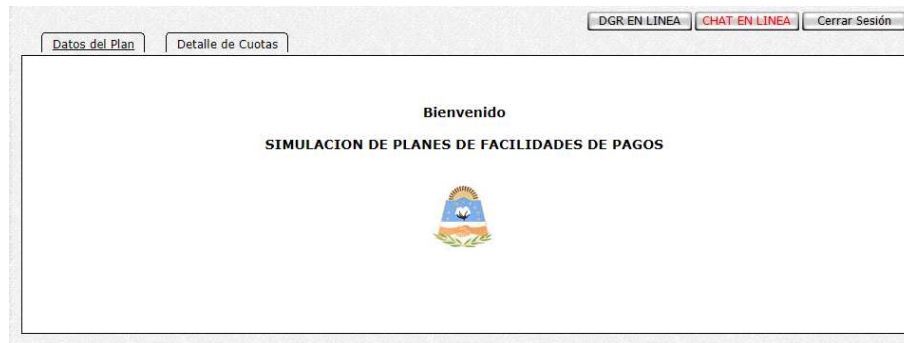 DGR EN LINEA CHAT EN LINEA Cerrar Sesión
Datos del Plan Detalle de Cuotas
Bienvenido
SIMULACION DE PLANES DE FACILIDADES DE PAGOS